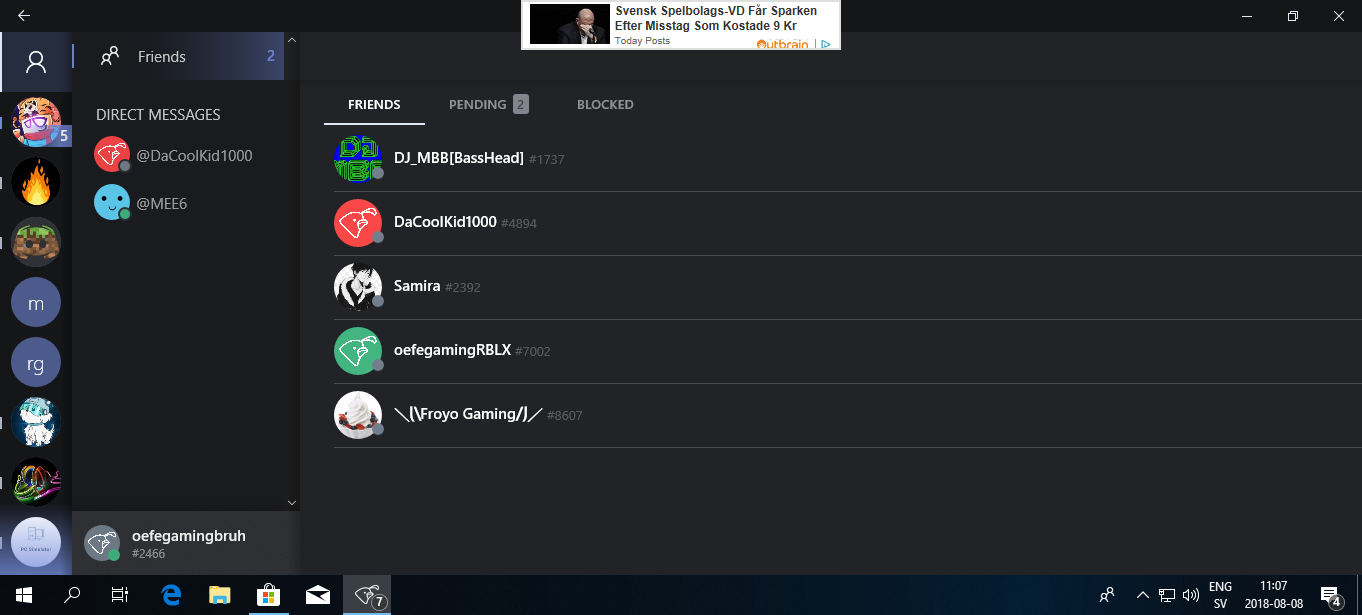 Svensk Spelbolags-VD Får Sparken
Efter Misstag Som Kostade 9 Kr
Today Posts
Outbrain
Friends 2
5
DIRECT MESSAGES
@DaCoolKid1000
@MEE6
m
rg
PC Simulator
oefegamingbruh
#2466
FRIENDS PENDING 2 BLOCKED
DJ_MBB[BassHead] #1737
DaCoolKid1000 #4894
Samira #2392
oefegamingRBLX #7002
＼⎝\Froyo Gaming/⎠／ #8607
7
ENG
SV
11:07
2018-08-08
4